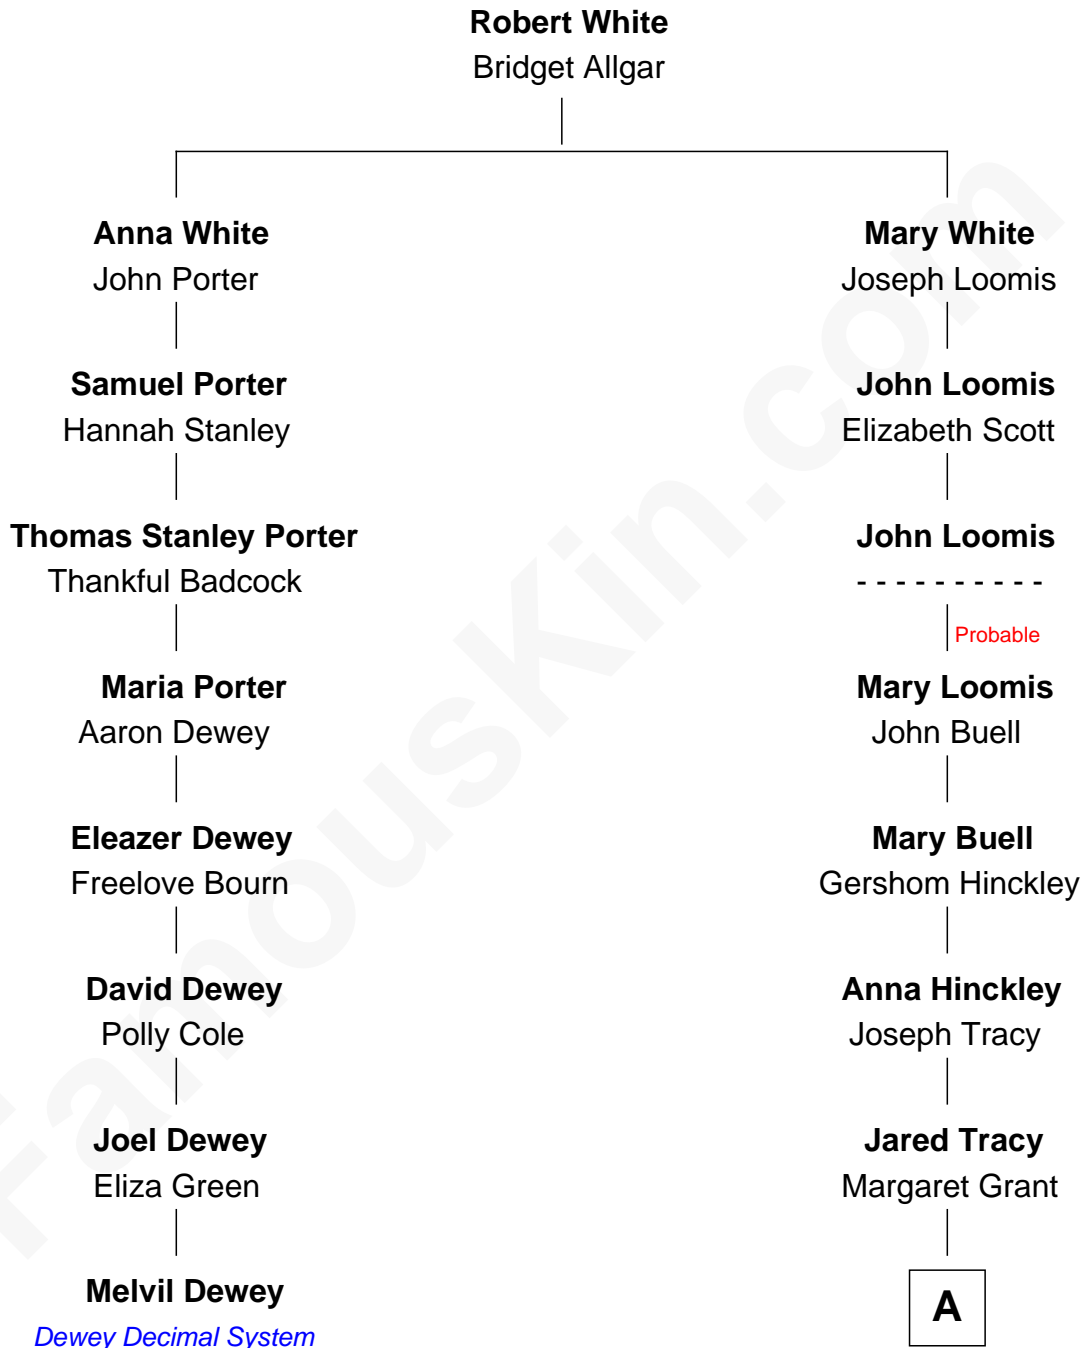 Robert White
Bridget Allgar
Anna White
John Porter
Mary White
Joseph Loomis
Samuel Porter
Hannah Stanley
John Loomis
Elizabeth Scott
Thomas Stanley Porter
Thankful Badcock
John Loomis
- - - - - - - - - -
Probable
Maria Porter
Aaron Dewey
Mary Loomis
John Buell
Eleazer Dewey
Freelove Bourn
Mary Buell
Gershom Hinckley
David Dewey
Polly Cole
Anna Hinckley
Joseph Tracy
Joel Dewey
Eliza Green
Jared Tracy
Margaret Grant
Melvil Dewey
Dewey Decimal System
A
FamousKin.com